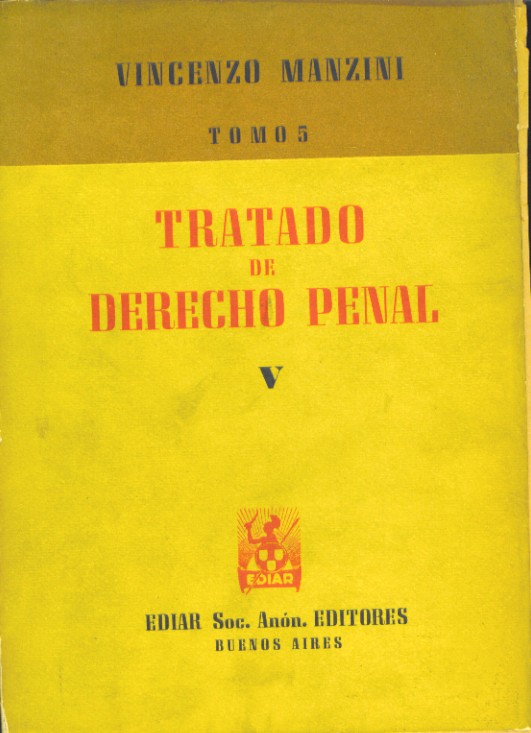 VINCENZO MANZINI
TOMO 5
TRATADO
DE
DERECHO PENAL
V
EDIAR
EDIAR Soc. Anón. EDITORES
BUENOS AIRES